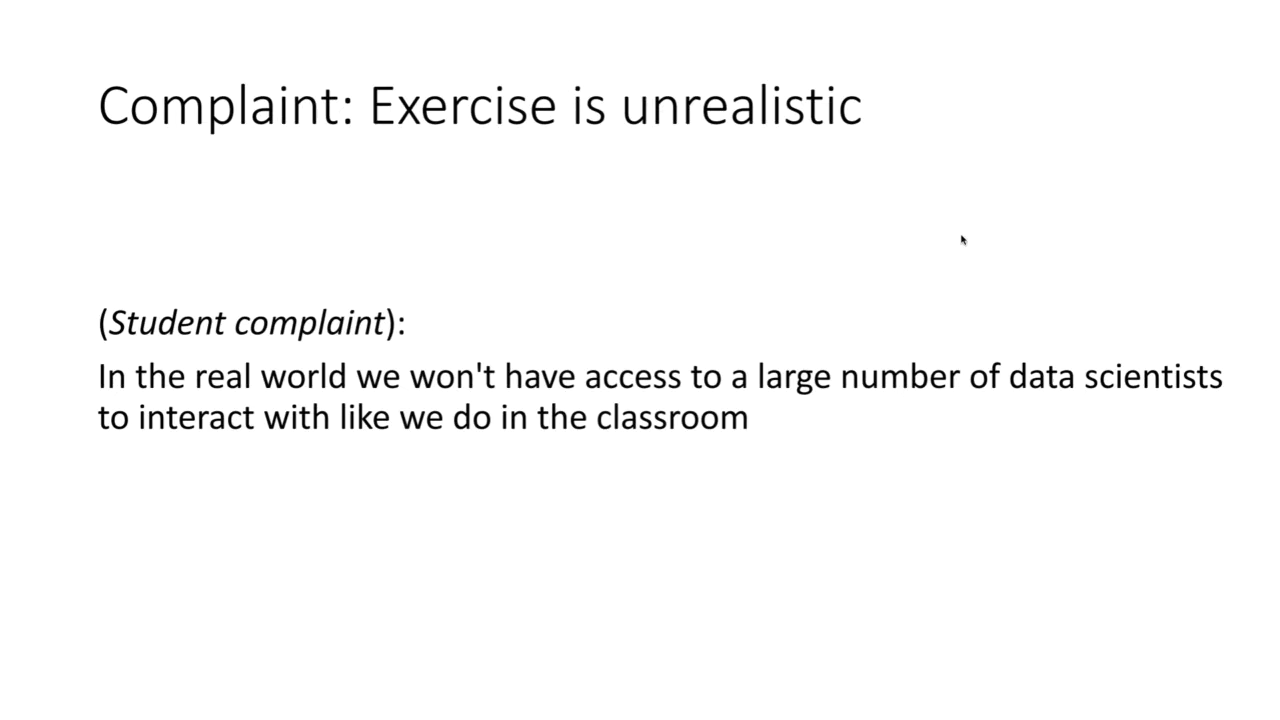 Complaint: Exercise is unrealistic
(Student complaint):
In the real world we won't have access to a large number of data scientists
to interact with like we do in the classroom